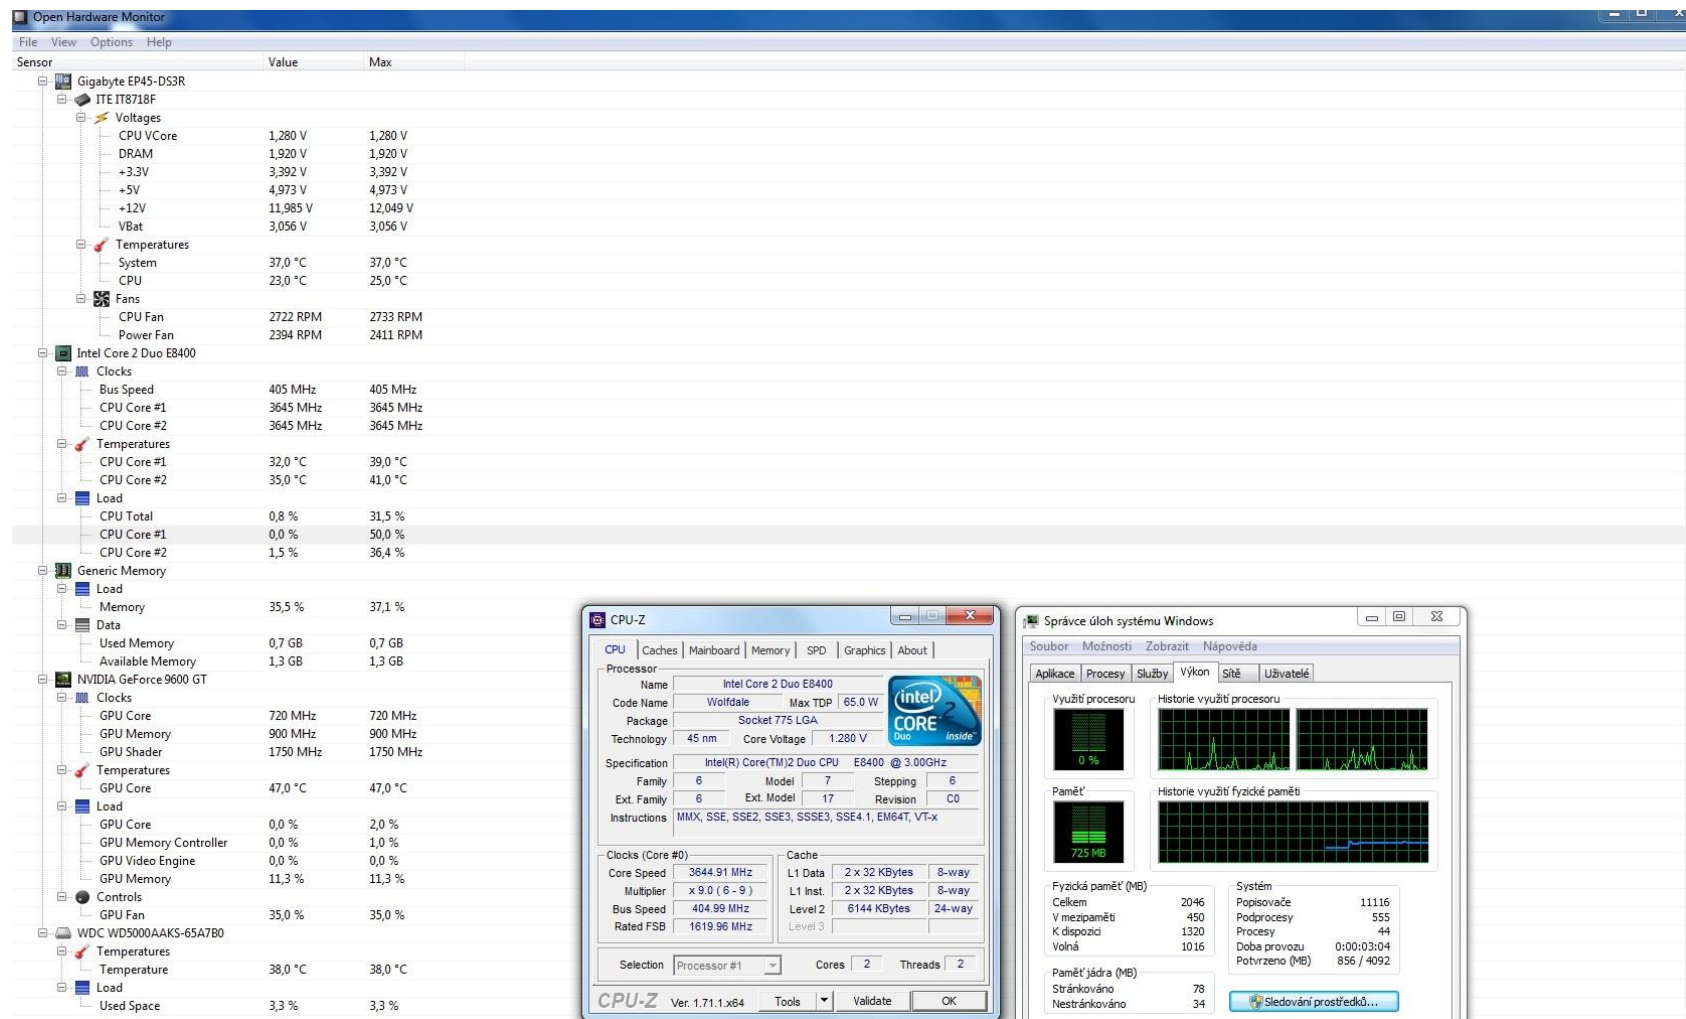 Open Hardware Monitor
File View Options Help
Sensor Value Max
Gigabyte EP45-DS3R
ITE IT8718F
Voltages
CPU VCore 1,280 V 1,280 V
DRAM 1,920 V 1,920 V
+3.3V 3,392 V 3,392 V
+5V 4,973 V 4,973 V
+12V 11,985 V 12,049 V
VBat 3,056 V 3,056 V
Temperatures
System 37,0 °C 37,0 °C
CPU 23,0 °C 25,0 °C
Fans
CPU Fan 2722 RPM 2733 RPM
Power Fan 2394 RPM 2411 RPM
Intel Core 2 Duo E8400
Clocks
Bus Speed 405 MHz 405 MHz
CPU Core #1 3645 MHz 3645 MHz
CPU Core #2 3645 MHz 3645 MHz
Temperatures
CPU Core #1 32,0 °C 39,0 °C
CPU Core #2 35,0 °C 41,0 °C
Load
CPU Total 0,8 % 31,5 %
CPU Core #1 0,0 % 50,0 %
CPU Core #2 1,5 % 36,4 %
Generic Memory
Load
Memory 35,5 % 37,1 %
Data
Used Memory 0,7 GB 0,7 GB
Available Memory 1,3 GB 1,3 GB
NVIDIA GeForce 9600 GT
Clocks
GPU Core 720 MHz 720 MHz
GPU Memory 900 MHz 900 MHz
GPU Shader 1750 MHz 1750 MHz
Temperatures
GPU Core 47,0 °C 47,0 °C
Load
GPU Core 0,0 % 2,0 %
GPU Memory Controller 0,0 % 1,0 %
GPU Video Engine 0,0 % 0,0 %
GPU Memory 11,3 % 11,3 %
Controls
GPU Fan 35,0 % 35,0 %
WDC WD5000AAKS-65A7B0
Temperatures
Temperature 38,0 °C 38,0 °C
Load
Used Space 3,3 % 3,3 %
CPU-Z
CPU Caches Mainboard Memory SPD Graphics About
Processor
Name Intel Core 2 Duo E8400
Code Name Wolfdale Max TDP 65.0 W
Package Socket 775 LGA
Technology 45 nm Core Voltage 1.280 V
intel
CORE 2
Duo inside™
Specification Intel(R) Core(TM)2 Duo CPU E8400 @ 3.00GHz
Family 6 Model 7 Stepping 6
Ext. Family 6 Ext. Model 17 Revision C0
Instructions MMX, SSE, SSE2, SSE3, SSSE3, SSE4.1, EM64T, VT-x
Clocks (Core #0)
Core Speed 3644.91 MHz
Multiplier x 9.0 ( 6 - 9 )
Bus Speed 404.99 MHz
Rated FSB 1619.96 MHz
Cache
L1 Data 2 x 32 KBytes 8-way
L1 Inst. 2 x 32 KBytes 8-way
Level 2 6144 KBytes 24-way
Level 3
Selection Processor #1 Cores 2 Threads 2
CPU-Z Ver. 1.71.1.x64 Tools Validate OK
Správce úloh systému Windows
Soubor Možnosti Zobrazit Nápověda
Aplikace Procesy Služby Výkon Sítě Uživatelé
Využití procesoru Historie využití procesoru
0 %
Paměť Historie využití fyzické paměti
725 MB
Fyzická paměť (MB)
Celkem 2046
V mezipaměti 450
K dispozici 1320
Volná 1016
Systém
Popisovače 11116
Podprocesy 555
Procesy 44
Doba provozu 0:00:03:04
Potvrzeno (MB) 856 / 4092
Paměť jádra (MB)
Stránkováno 78
Nestránkováno 34
Sledování prostředků...